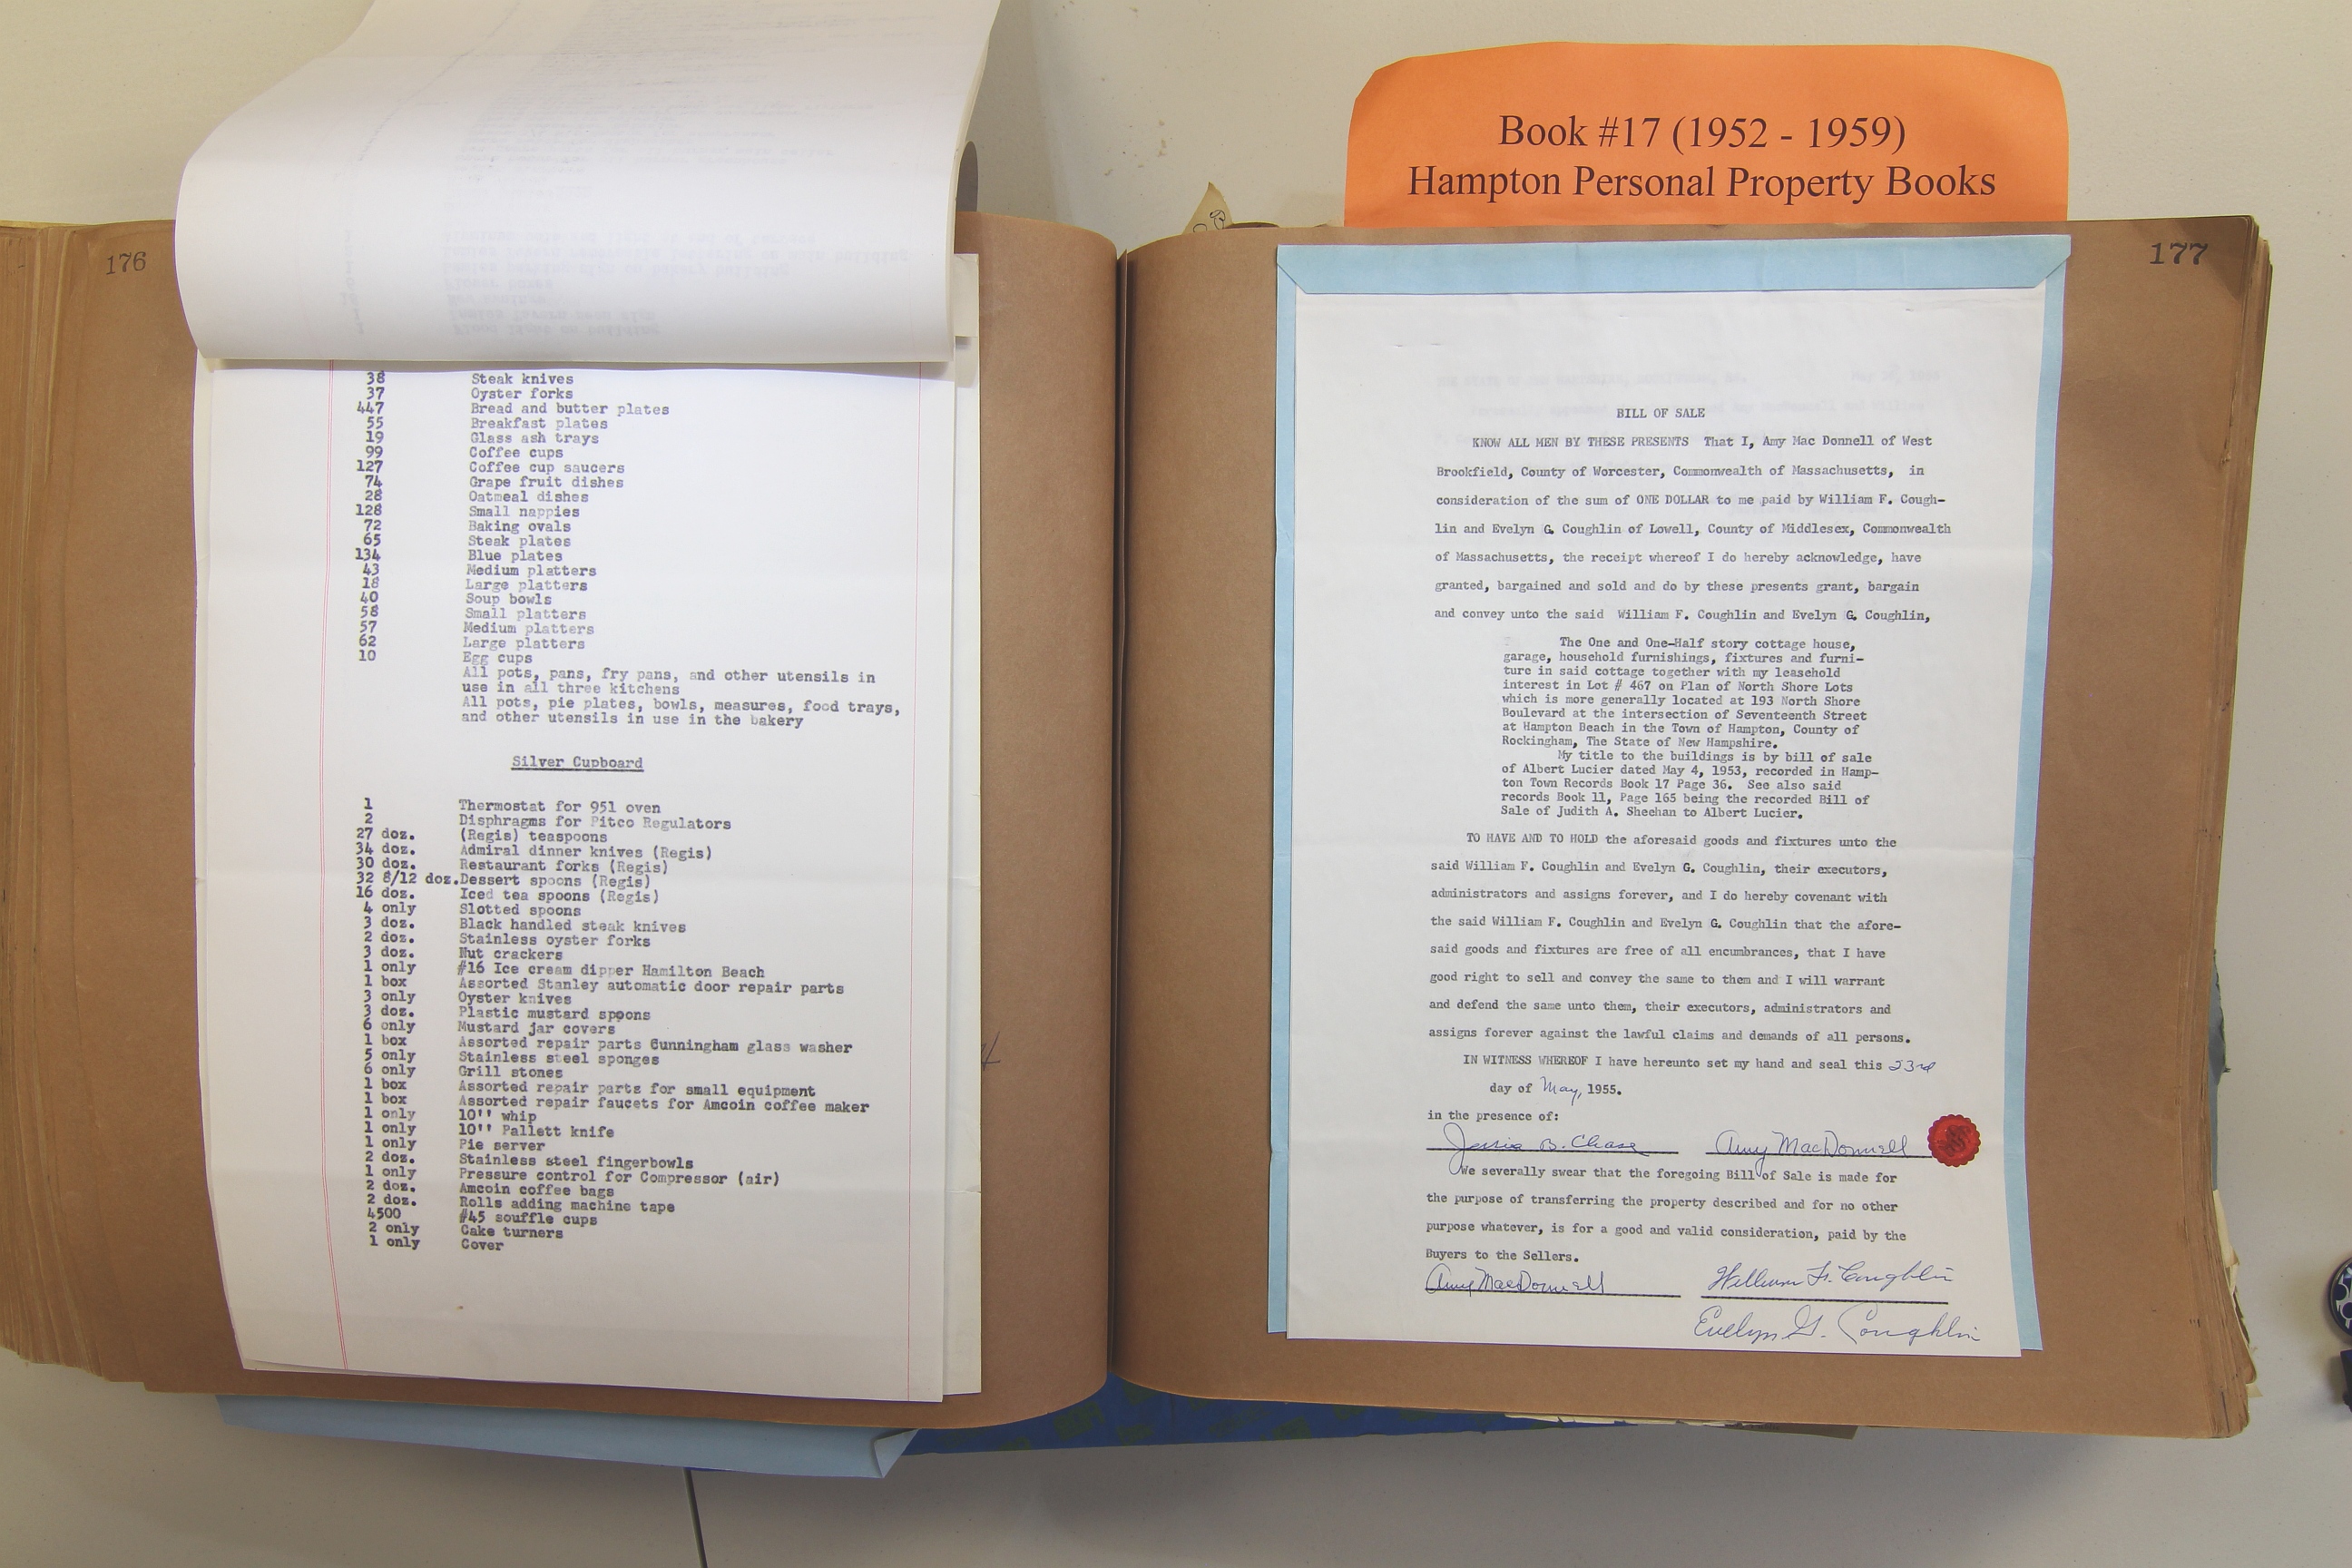 Book #17 (1952 - 1959)
Hampton Personal Property Books
176
38 Steak knives
37 Oyster forks
447 Bread and butter plates
55 Breakfast plates
19 Glass ash trays
99 Coffee cups
127 Coffee cup saucers
74 Grape fruit dishes
28 Oatmeal dishes
128 Small nappies
72 Baking ovals
65 Steak plates
134 Blue plates
43 Medium platters
18 Large platters
40 Soup bowls
58 Small platters
57 Medium platters
62 Large platters
10 Egg cups
All pots, pans, fry pans, and other utensils in
use in all three kitchens
All pots, pie plates, bowls, measures, food trays,
and other utensils in use in the bakery
Silver Cupboard
1 Thermostat for 951 oven
2 Disphragms for Pitco Regulators
27 doz. (Regis) teaspoons
34 doz. Admiral dinner knives (Regis)
30 doz. Restaurant forks (Regis)
32 8/12 doz. Dessert spoons (Regis)
16 doz. Iced tea spoons (Regis)
4 only Slotted spoons
3 doz. Black handled steak knives
2 doz. Stainless oyster forks
3 doz. Nut crackers
1 only #16 Ice cream dipper Hamilton Beach
1 box Assorted Stanley automatic door repair parts
3 only Oyster knives
3 doz. Plastic mustard spoons
6 only Mustard jar covers
1 box Assorted repair parts Cunningham glass washer
5 only Stainless steel sponges
6 only Grill stones
1 box Assorted repair parts for small equipment
1 box Assorted repair faucets for Amcoin coffee maker
1 only 10'' whip
1 only 10'' Pallett knife
1 only Pie server
2 doz. Stainless steel fingerbowls
1 only Pressure control for Compressor (air)
2 doz. Amcoin coffee bags
2 doz. Rolls adding machine tape
4500 #45 souffle cups
2 only Cake turners
1 only Cover
177
BILL OF SALE
KNOW ALL MEN BY THESE PRESENTS That I, Amy Mac Donnell of West
Brookfield, County of Worcester, Commonwealth of Massachusetts, in
consideration of the sum of ONE DOLLAR to me paid by William F. Cough-
lin and Evelyn G. Coughlin of Lowell, County of Middlesex, Commonwealth
of Massachusetts, the receipt whereof I do hereby acknowledge, have
granted, bargained and sold and do by these presents grant, bargain
and convey unto the said William F. Coughlin and Evelyn G. Coughlin,
The One and One-Half story cottage house,
garage, household furnishings, fixtures and furni-
ture in said cottage together with my leasehold
interest in Lot # 467 on Plan of North Shore Lots
which is more generally located at 193 North Shore
Boulevard at the intersection of Seventeenth Street
at Hampton Beach in the Town of Hampton, County of
Rockingham, The State of New Hampshire.
My title to the buildings is by bill of sale
of Albert Lucier dated May 4, 1953, recorded in Hamp-
ton Town Records Book 17 Page 36. See also said
records Book 11, Page 165 being the recorded Bill of
Sale of Judith A. Sheehan to Albert Lucier.
TO HAVE AND TO HOLD the aforesaid goods and fixtures unto the
said William F. Coughlin and Evelyn G. Coughlin, their executors,
administrators and assigns forever, and I do hereby covenant with
the said William F. Coughlin and Evelyn G. Coughlin that the afore-
said goods and fixtures are free of all encumbrances, that I have
good right to sell and convey the same to them and I will warrant
and defend the same unto them, their executors, administrators and
assigns forever against the lawful claims and demands of all persons.
IN WITNESS WHEREOF I have hereunto set my hand and seal this 23rd
day of May, 1955.
in the presence of:
Jessie B. Chase Amy MacDonnell
We severally swear that the foregoing Bill of Sale is made for
the purpose of transferring the property described and for no other
purpose whatever, is for a good and valid consideration, paid by the
Buyers to the Sellers.
Amy MacDonnell William F. Coughlin
Evelyn G. Coughlin